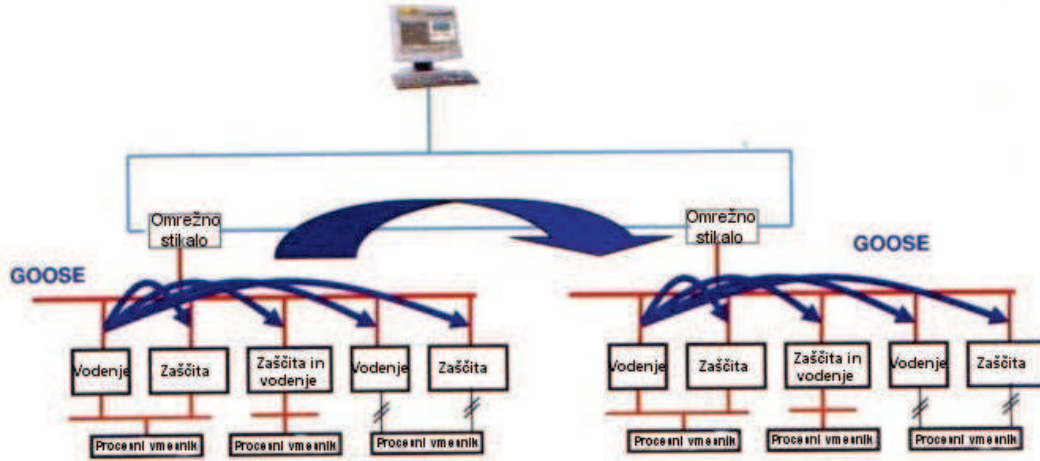 Omrežno
stikalo
Omrežno
stikalo
GOOSE
GOOSE
Vodenje
Zaščita
Zaščita in
vodenje
Vodenje
Zaščita
Vodenje
Zaščita
Zaščita in
vodenje
Vodenje
Zaščita
Procesni vmesnik
Procesni vmesnik
Procesni vmesnik
Procesni vmesnik
Procesni vmesnik
Procesni vmesnik